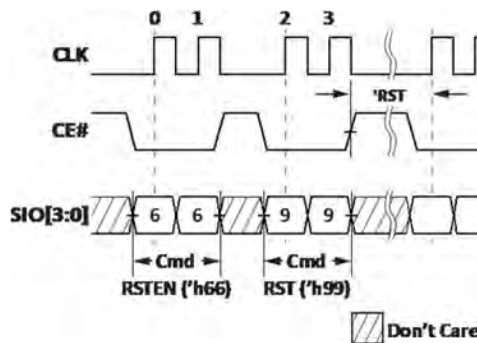 0 1 2 3
CLK
tRST
CE#
SIO[3:0] 6 6 9 9
Cmd Cmd
RSTEN {'h66} RST {'h99}
Don't Care